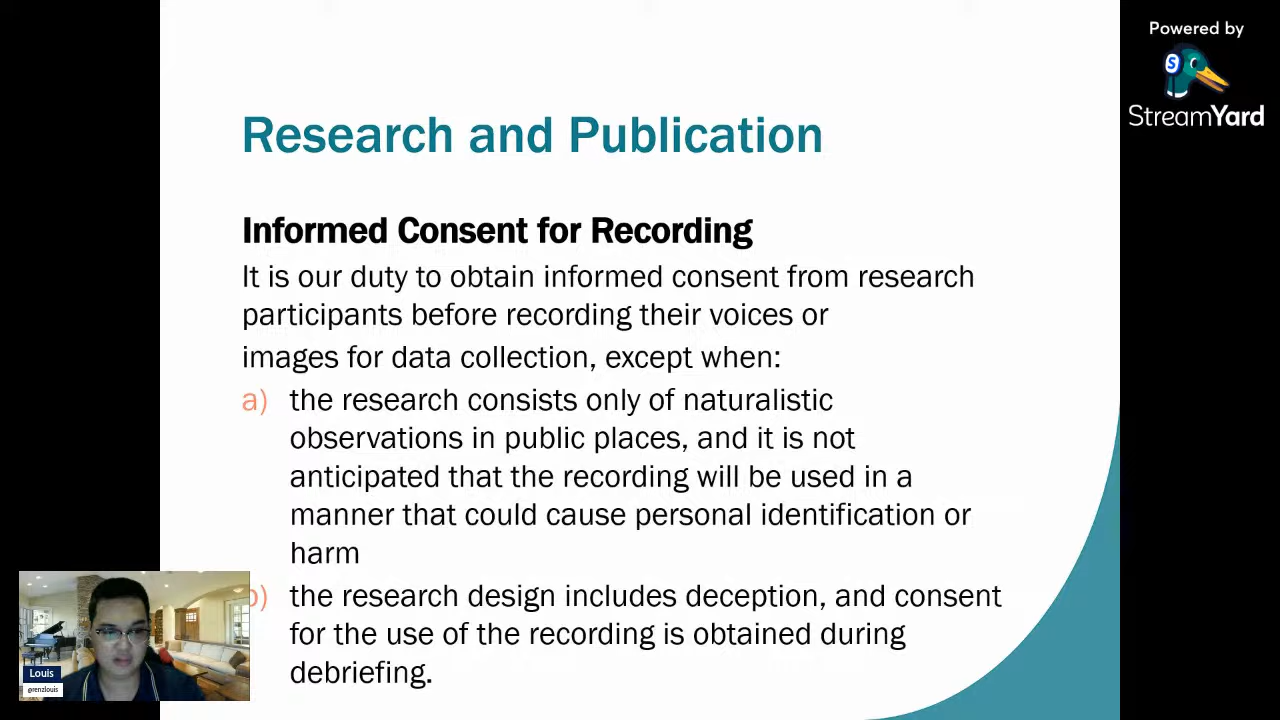 Powered by
S
StreamYard
Research and Publication
Informed Consent for Recording
It is our duty to obtain informed consent from research
participants before recording their voices or
images for data collection, except when:
a) the research consists only of naturalistic
observations in public places, and it is not
anticipated that the recording will be used in a
manner that could cause personal identification or
harm
b) the research design includes deception, and consent
for the use of the recording is obtained during
debriefing.
Louis
@renzlouis